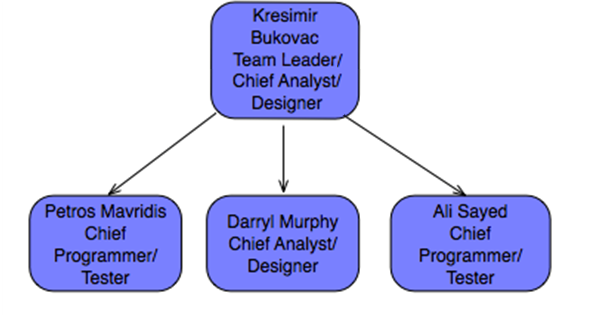 Kresimir
Bukovac
Team Leader/
Chief Analyst/
Designer
Petros Mavridis
Chief
Programmer/
Tester
Darryl Murphy
Chief Analyst/
Designer
Ali Sayed
Chief
Programmer/
Tester